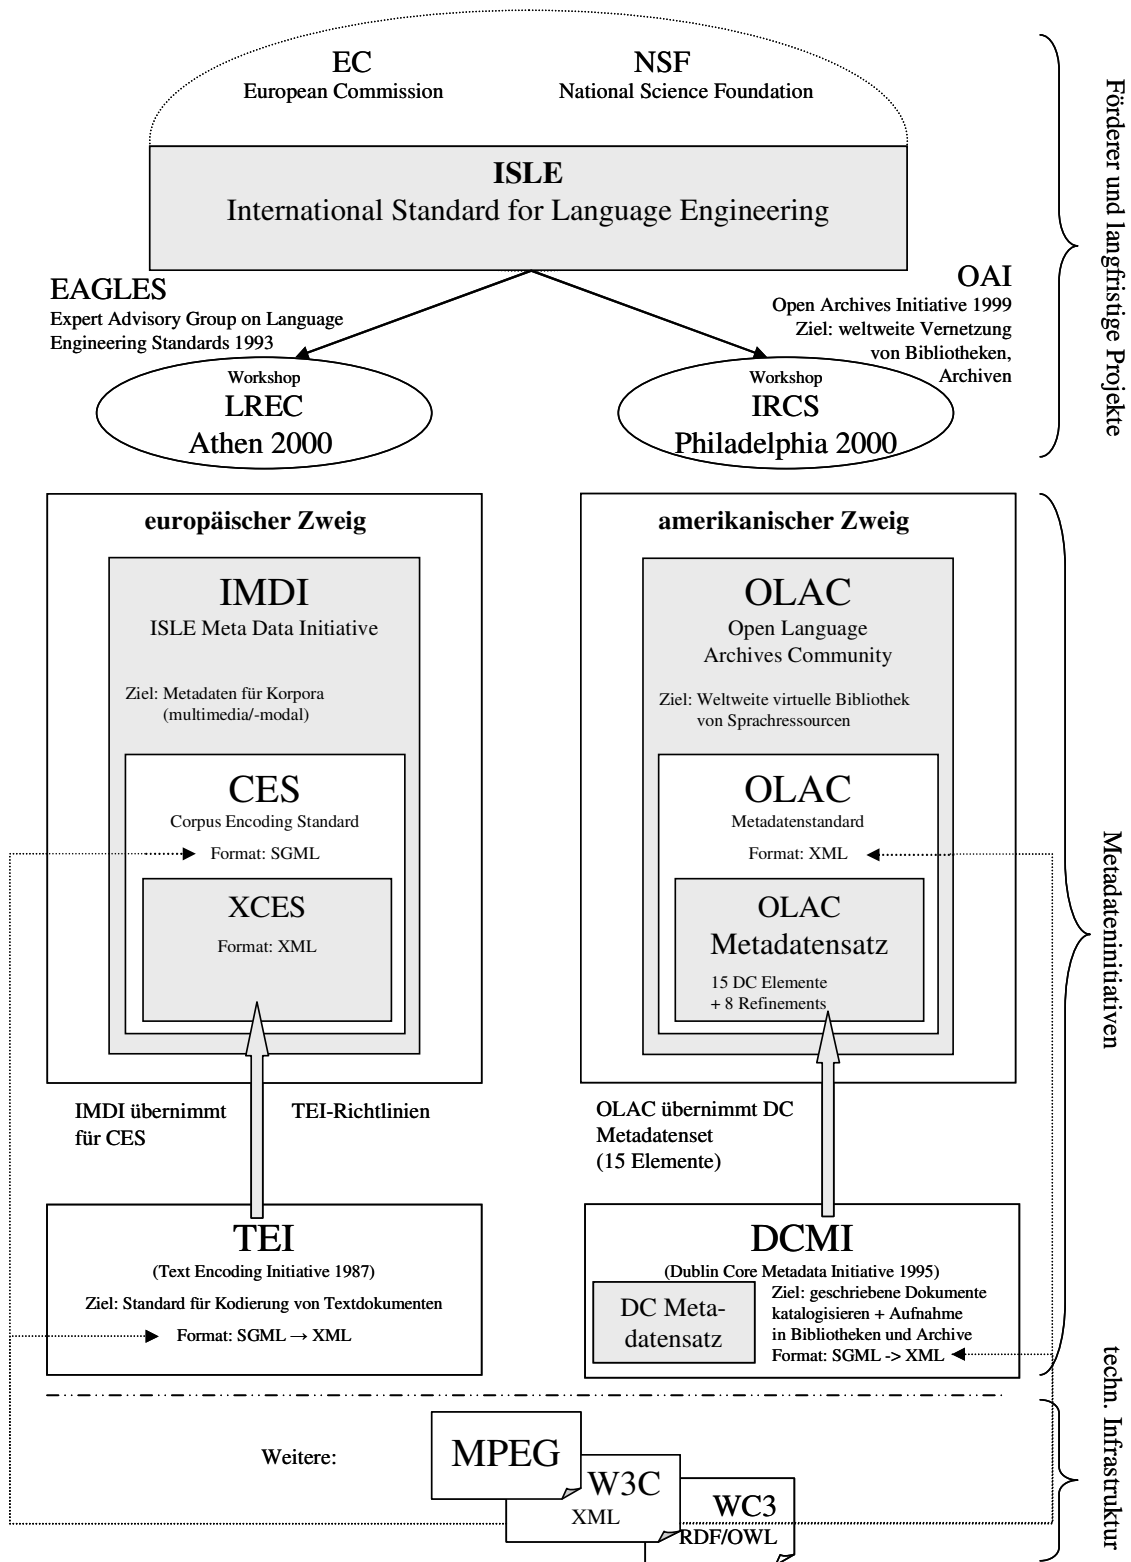 EC
European Commission
NSF
National Science Foundation
ISLE
International Standard for Language Engineering
EAGLES
Expert Advisory Group on Language
Engineering Standards 1993
OAI
Open Archives Initiative 1999
Ziel: weltweite Vernetzung
von Bibliotheken,
Archiven
Workshop
LREC
Athen 2000
Workshop
IRCS
Philadelphia 2000
Förderer und langfristige Projekte
europäischer Zweig
IMDI
ISLE Meta Data Initiative
Ziel: Metadaten für Korpora
(multimedia/-modal)
CES
Corpus Encoding Standard
Format: SGML
XCES
Format: XML
amerikanischer Zweig
OLAC
Open Language
Archives Community
Ziel: Weltweite virtuelle Bibliothek
von Sprachressourcen
OLAC
Metadatenstandard
Format: XML
OLAC
Metadatensatz
15 DC Elemente
+ 8 Refinements
Metadateninitiativen
IMDI übernimmt
für CES
TEI-Richtlinien
OLAC übernimmt DC
Metadatenset
(15 Elemente)
TEI
(Text Encoding Initiative 1987)
Ziel: Standard für Kodierung von Textdokumenten
Format: SGML → XML
DCMI
(Dublin Core Metadata Initiative 1995)
DC Meta-
datensatz
Ziel: geschriebene Dokumente
katalogisieren + Aufnahme
in Bibliotheken und Archive
Format: SGML -> XML
techn. Infrastruktur
Weitere:
MPEG
W3C
XML
WC3
RDF/OWL